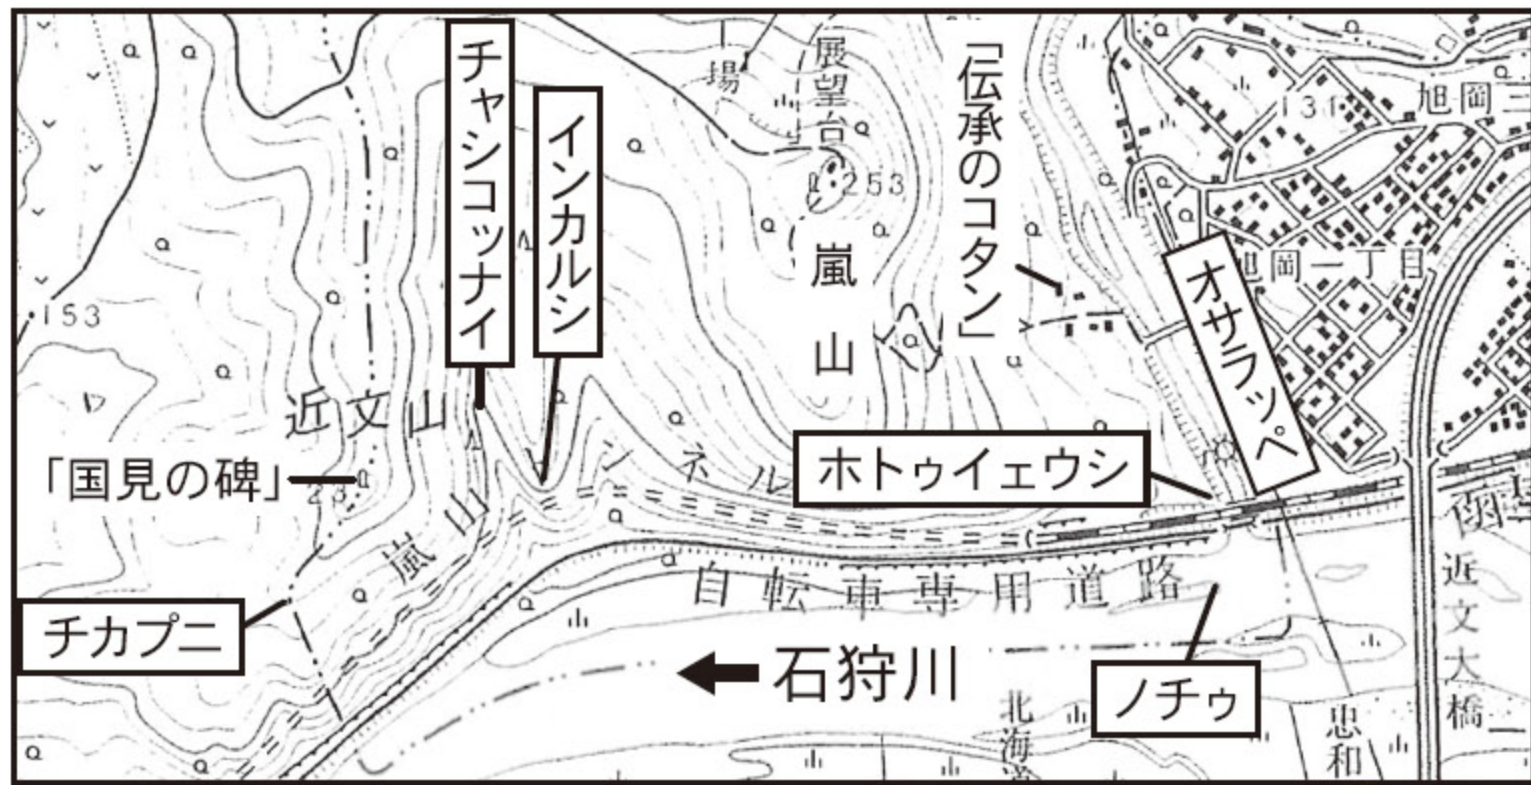 チャシコッナイ
インカルシ
場
展望台
253
嵐山
「伝承のコタン」
131
旭岡二
旭岡一丁目
オサラッペ
153
近文山
「国見の碑」
ホトゥイェウシ
嵐山トンネル
自転車専用道路
チカプニ
石狩川
ノチゥ
近文大橋
忠和
北海道
函